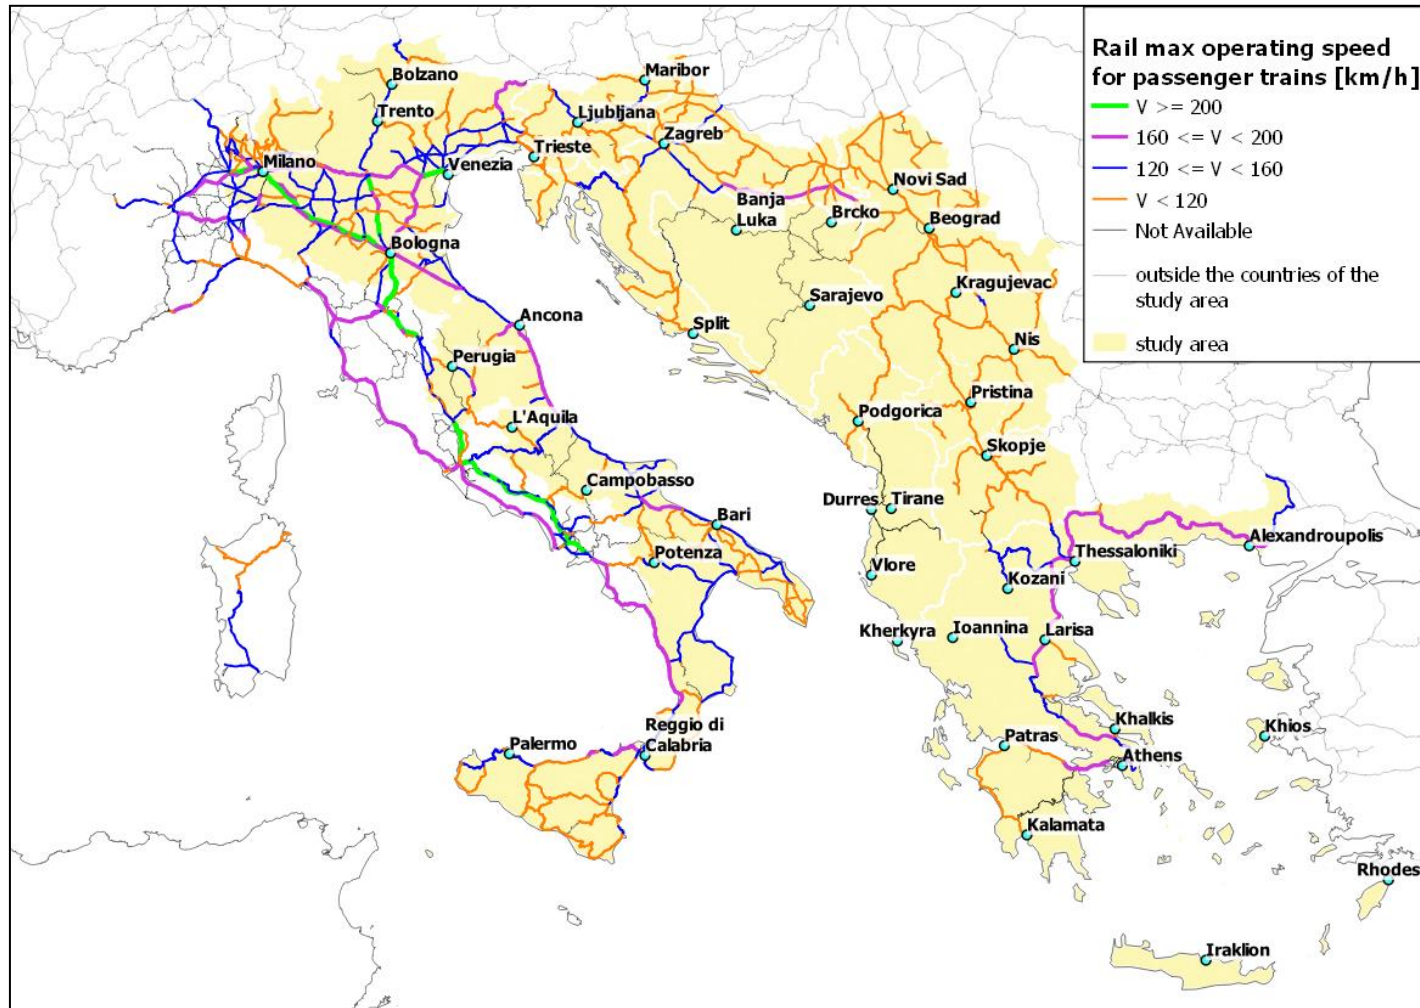 Rail max operating speed
for passenger trains [km/h]
V >= 200
160 <= V < 200
120 <= V < 160
V < 120
Not Available
outside the countries of the
study area
study area
Bolzano
Maribor
Trento
Ljubljana
Zagreb
Milano
Venezia
Trieste
Novi Sad
Banja
Luka
Brcko
Beograd
Bologna
Kragujevac
Sarajevo
Ancona
Split
Nis
Perugia
Pristina
L'Aquila
Podgorica
Skopje
Campobasso
Durres
Tirane
Bari
Alexandroupolis
Thessaloniki
Potenza
Vlore
Kozani
Kherkyra
Ioannina
Larisa
Reggio di
Calabria
Palermo
Khalkis
Khios
Patras
Athens
Kalamata
Rhodes
Iraklion